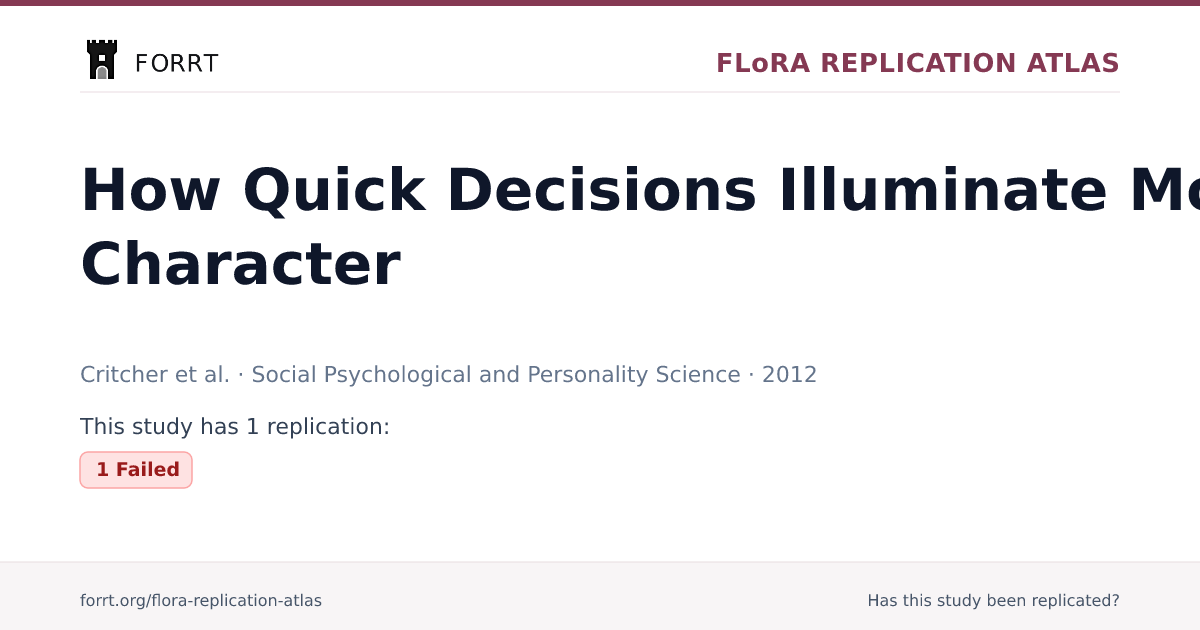 FORRT
FLoRA REPLICATION ATLAS
How Quick Decisions Illuminate
Character
Critcher et al. · Social Psychological and Personality Science · 2012
This study has 1 replication:
1 Failed
forrt.org/flora-replication-atlas
Has this study been replicated?